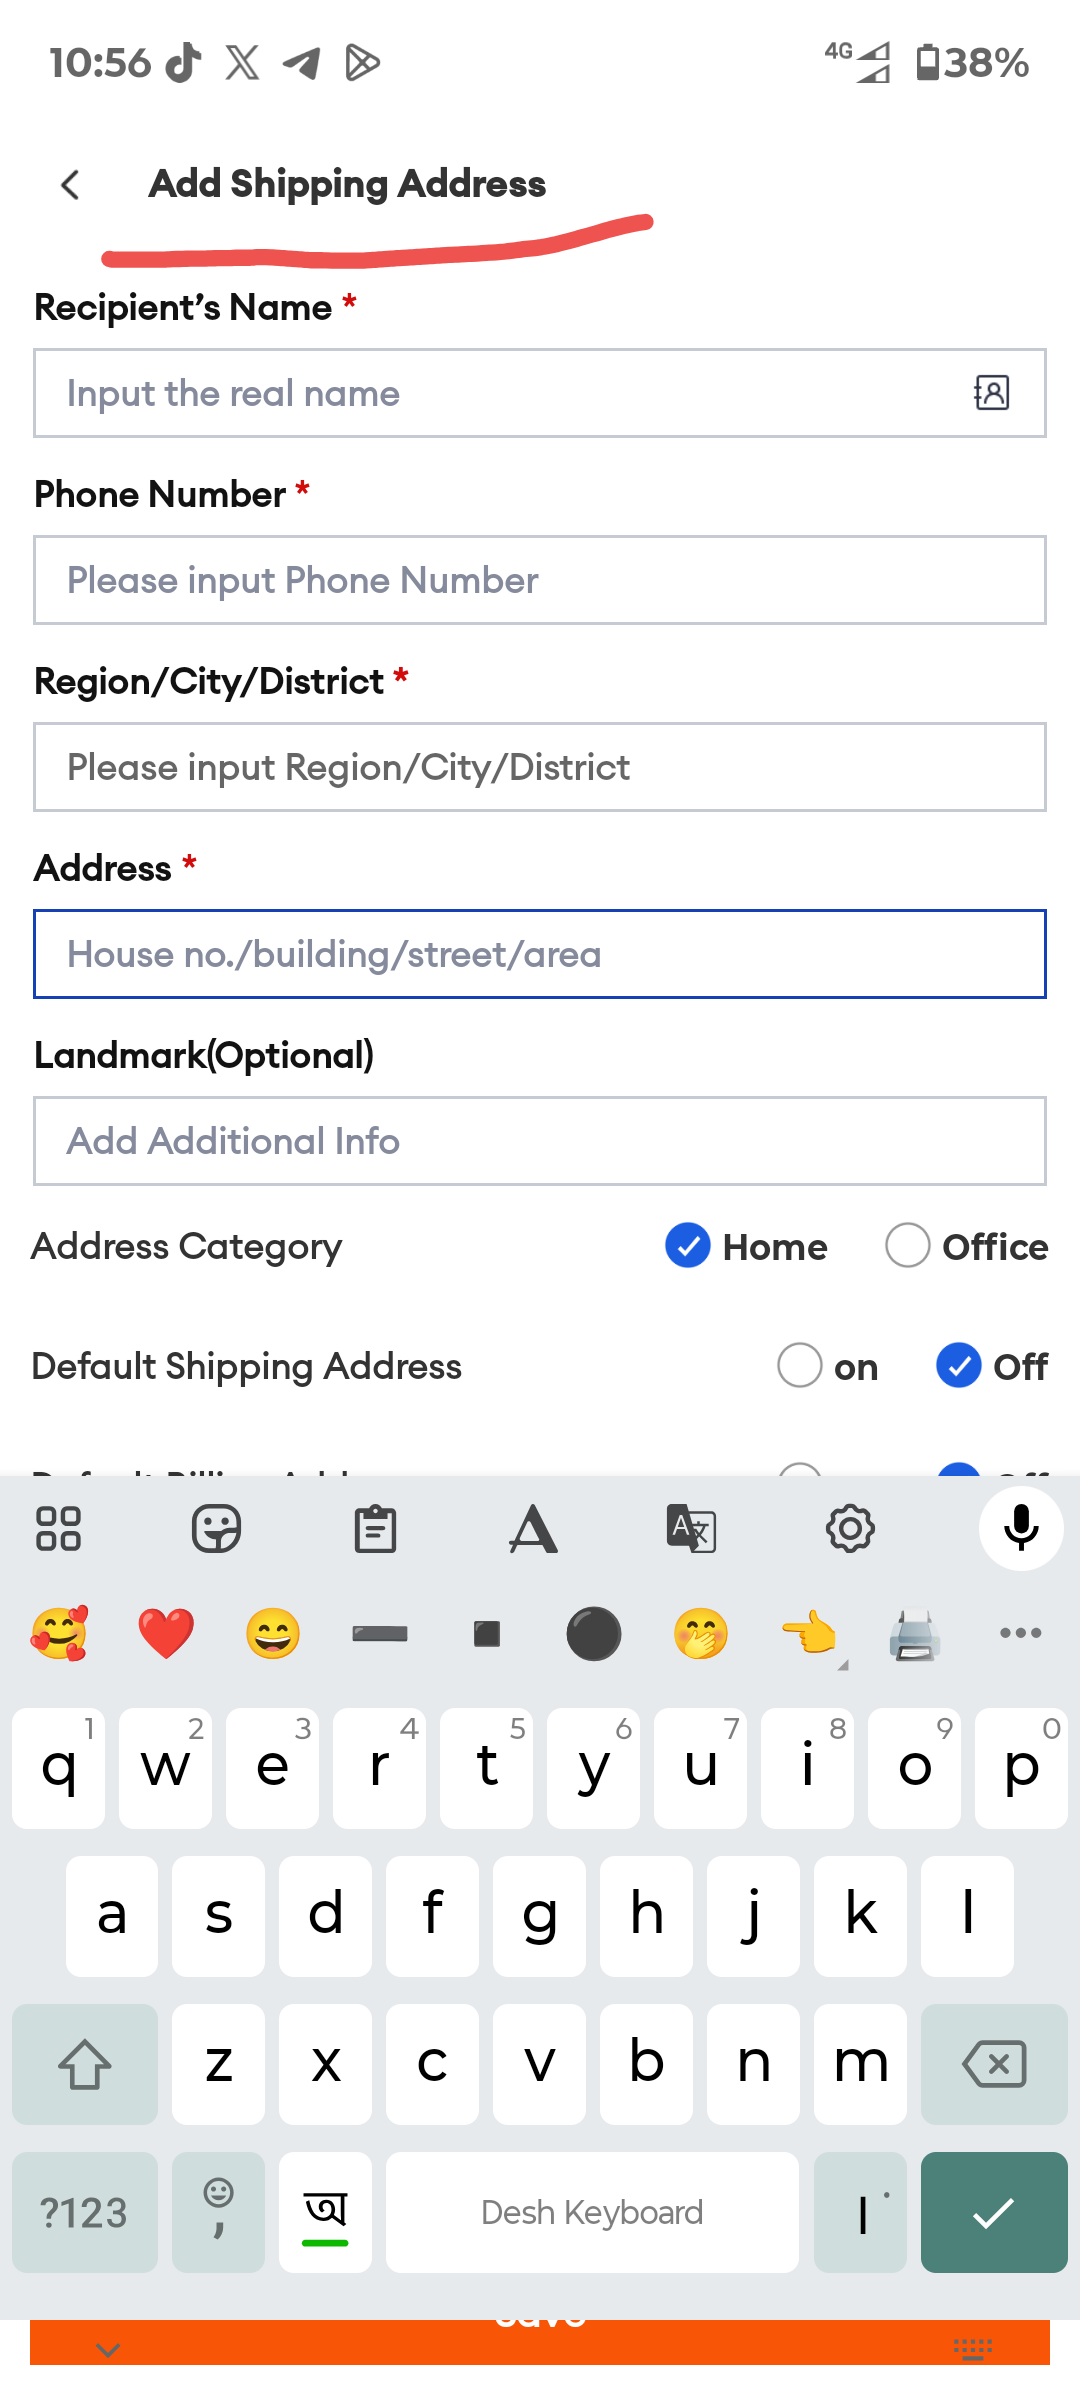 10:56
4G
38%
Add Shipping Address
Recipient's Name *
Input the real name
Phone Number *
Please input Phone Number
Region/City/District *
Please input Region/City/District
Address *
House no./building/street/area
Landmark(Optional)
Add Additional Info
Address Category Home Office
Default Shipping Address on Off
q 1 w 2 e 3 r 4 t 5 y 6 u 7 i 8 o 9 p 0
a s d f g h j k l
z x c v b n m
?123 , অ Desh Keyboard । .